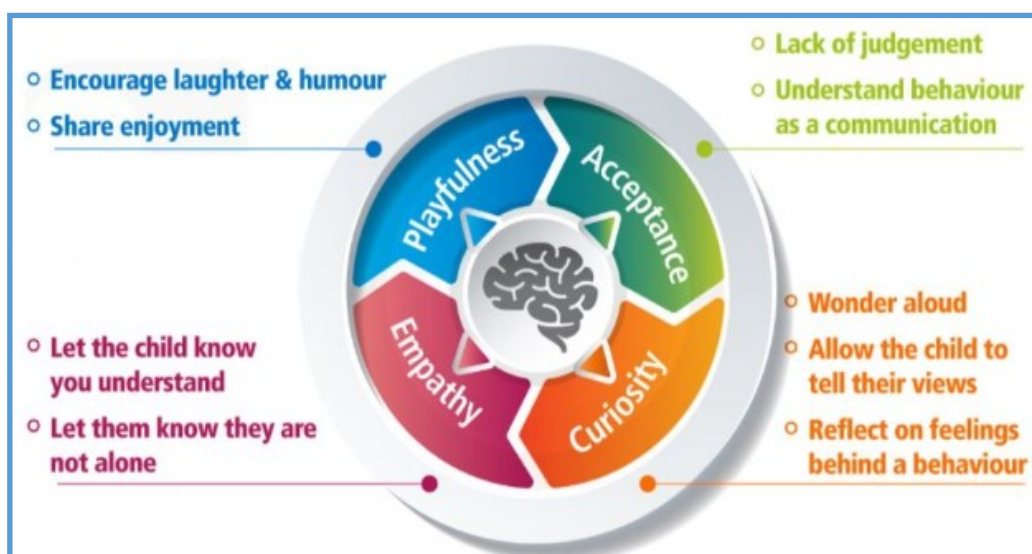 ○ Encourage laughter & humour
○ Share enjoyment
Playfulness
○ Lack of judgement
○ Understand behaviour
as a communication
Acceptance
○ Let the child know
you understand
○ Let them know they are
not alone
Empathy
○ Wonder aloud
○ Allow the child to
tell their views
○ Reflect on feelings
behind a behaviour
Curiosity